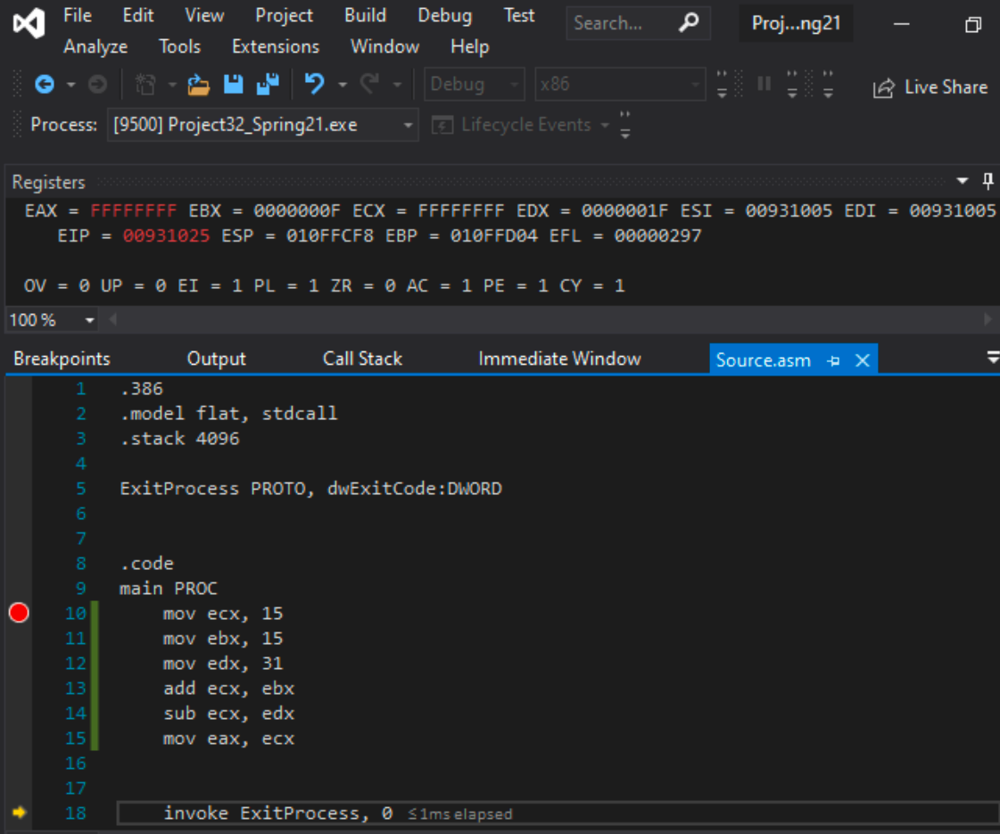 File Edit View Project Build Debug Test Search... Proj...ng21
Analyze Tools Extensions Window Help
Debug x86 Live Share
Process: [9500] Project32_Spring21.exe Lifecycle Events
Registers
EAX = FFFFFFFF EBX = 0000000F ECX = FFFFFFFF EDX = 0000001F ESI = 00931005 EDI = 00931005
EIP = 00931025 ESP = 010FFCF8 EBP = 010FFD04 EFL = 00000297
OV = 0 UP = 0 EI = 1 PL = 1 ZR = 0 AC = 1 PE = 1 CY = 1
100 %
Breakpoints Output Call Stack Immediate Window Source.asm
1 .386
2 .model flat, stdcall
3 .stack 4096
4
5 ExitProcess PROTO, dwExitCode:DWORD
6
7
8 .code
9 main PROC
10 mov ecx, 15
11 mov ebx, 15
12 mov edx, 31
13 add ecx, ebx
14 sub ecx, edx
15 mov eax, ecx
16
17
18 invoke ExitProcess, 0 ≤1ms elapsed